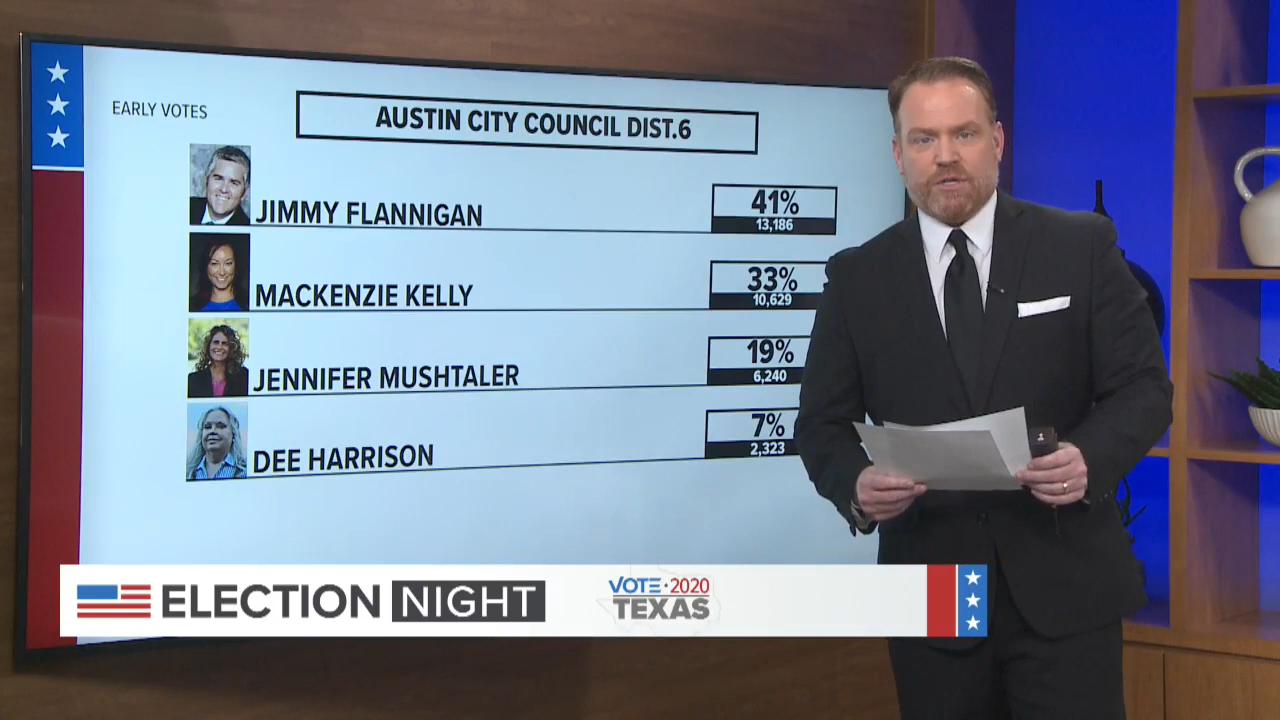 EARLY VOTES
AUSTIN CITY COUNCIL DIST.6
JIMMY FLANNIGAN
41%
13,186
MACKENZIE KELLY
33%
10,629
JENNIFER MUSHTALER
19%
6,240
DEE HARRISON
7%
2,323
ELECTION NIGHT
VOTE 2020
TEXAS